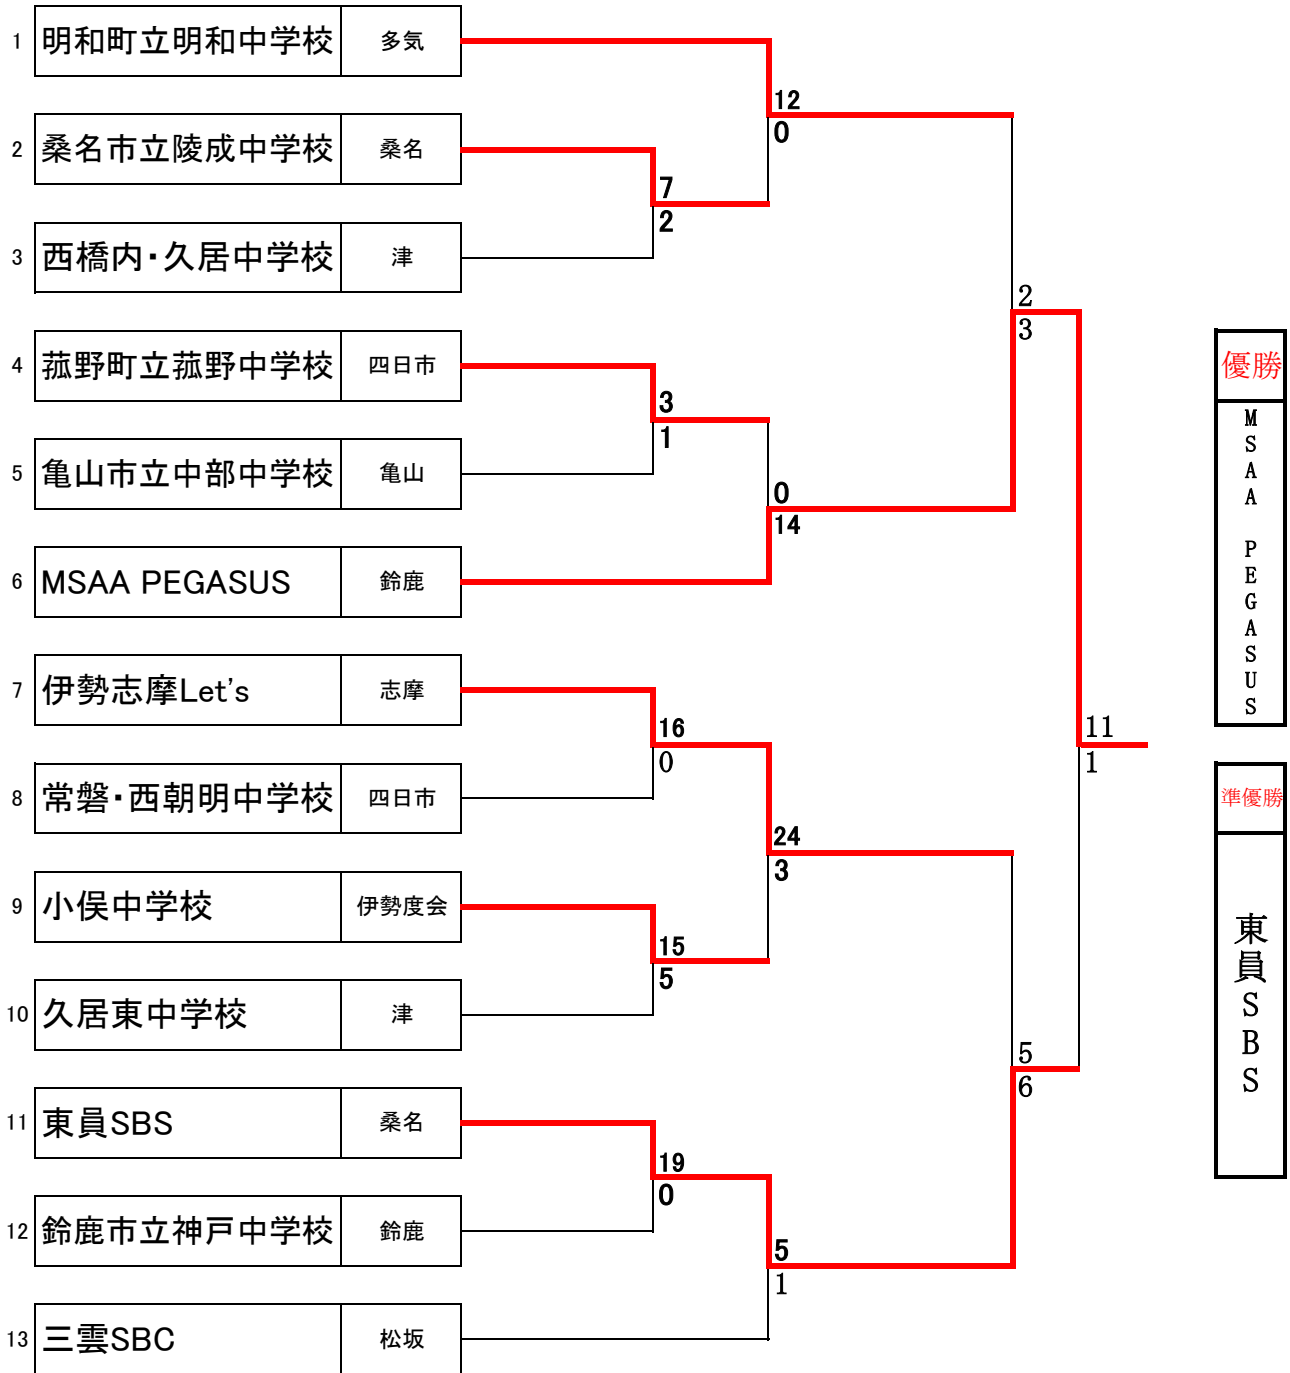 1 明和町立明和中学校 多気
2 桑名市立陵成中学校 桑名
3 西橋内・久居中学校 津
4 菰野町立菰野中学校 四日市
5 亀山市立中部中学校 亀山
6 MSAA PEGASUS 鈴鹿
7 伊勢志摩Let's 志摩
8 常磐・西朝明中学校 四日市
9 小俣中学校 伊勢度会
10 久居東中学校 津
11 東員SBS 桑名
12 鈴鹿市立神戸中学校 鈴鹿
13 三雲SBC 松坂
7
2
3
1
16
0
15
5
19
0
12
0
0
14
24
3
5
1
2
3
5
6
11
1
優勝
MSAA PEGASUS
準優勝
東員SBS